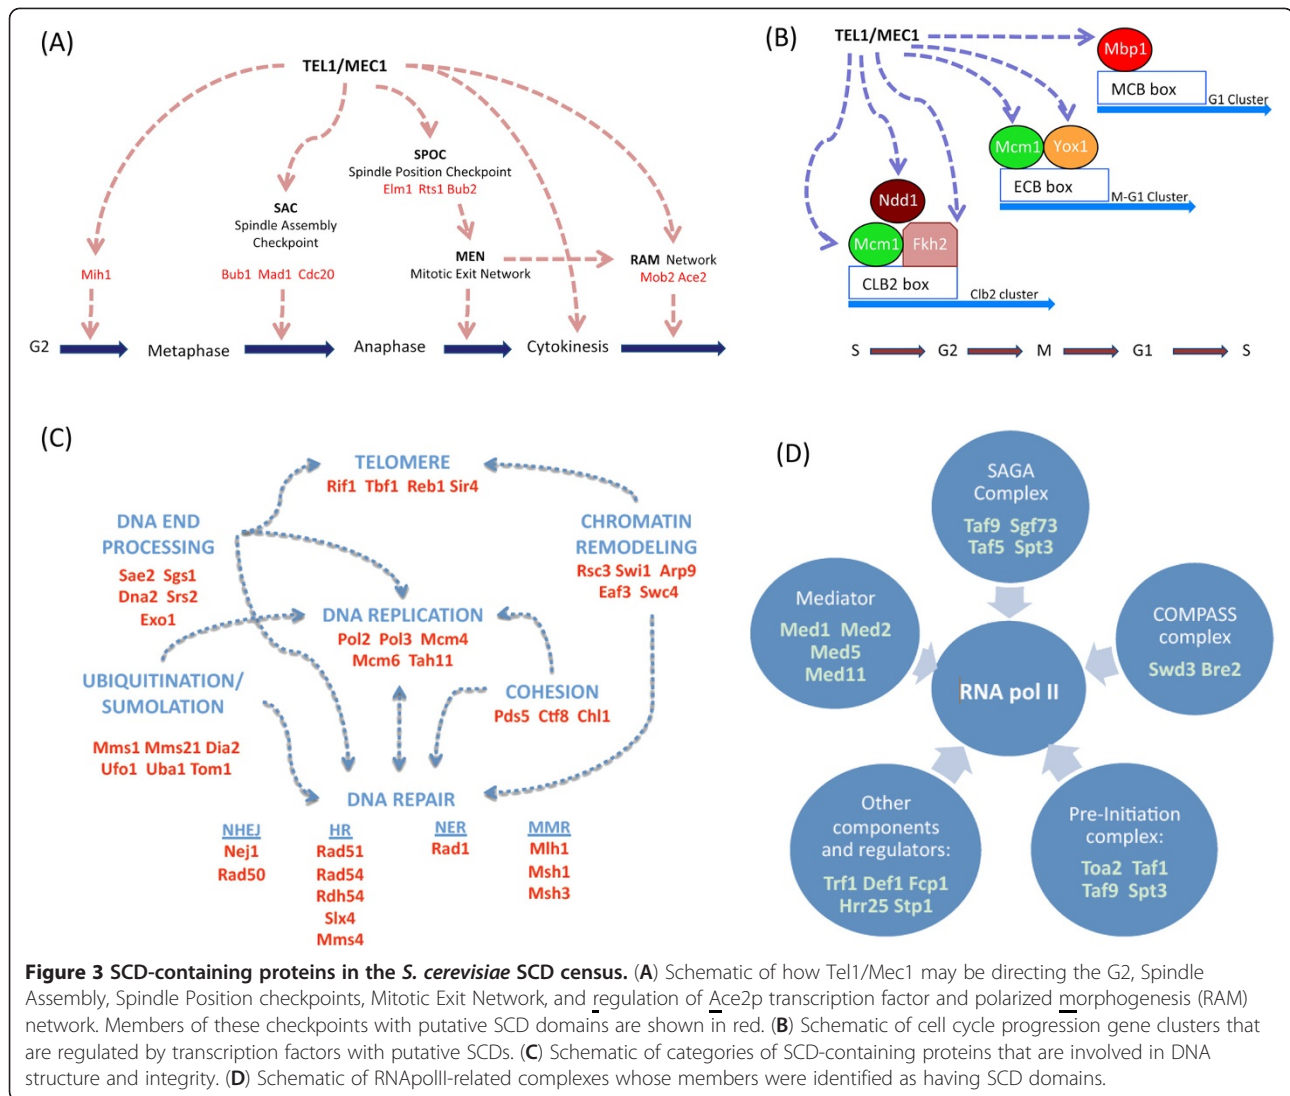 (A)
TEL1/MEC1
SPOC
Spindle Position Checkpoint
Elm1 Rts1 Bub2
SAC
Spindle Assembly
Checkpoint
MEN
Mitotic Exit Network
RAM Network
Mob2 Ace2
Mih1
Bub1 Mad1 Cdc20
G2
Metaphase
Anaphase
Cytokinesis
(B)
TEL1/MEC1
Mbp1
MCB box
G1 Cluster
Mcm1
Yox1
ECB box
M-G1 Cluster
Ndd1
Mcm1
Fkh2
CLB2 box
Clb2 cluster
S
G2
M
G1
S
(C)
TELOMERE
Rif1 Tbf1 Reb1 Sir4
DNA END
PROCESSING
Sae2 Sgs1
Dna2 Srs2
Exo1
CHROMATIN
REMODELING
Rsc3 Swi1 Arp9
Eaf3 Swc4
DNA REPLICATION
Pol2 Pol3 Mcm4
Mcm6 Tah11
UBIQUITINATION/
SUMOLATION
Mms1 Mms21 Dia2
Ufo1 Uba1 Tom1
COHESION
Pds5 Ctf8 Chl1
DNA REPAIR
NHEJ
Nej1
Rad50
HR
Rad51
Rad54
Rdh54
Slx4
Mms4
NER
Rad1
MMR
Mlh1
Msh1
Msh3
(D)
SAGA
Complex
Taf9 Sgf73
Taf5 Spt3
Mediator
Med1 Med2
Med5
Med11
COMPASS
complex
Swd3 Bre2
RNA pol II
Other
components
and regulators:
Trf1 Def1 Fcp1
Hrr25 Stp1
Pre-Initiation
complex:
Toa2 Taf1
Taf9 Spt3
Figure 3 SCD-containing proteins in the S. cerevisiae SCD census. (A) Schematic of how Tel1/Mec1 may be directing the G2, Spindle
Assembly, Spindle Position checkpoints, Mitotic Exit Network, and regulation of Ace2p transcription factor and polarized morphogenesis (RAM)
network. Members of these checkpoints with putative SCD domains are shown in red. (B) Schematic of cell cycle progression gene clusters that
are regulated by transcription factors with putative SCDs. (C) Schematic of categories of SCD-containing proteins that are involved in DNA
structure and integrity. (D) Schematic of RNApolII-related complexes whose members were identified as having SCD domains.